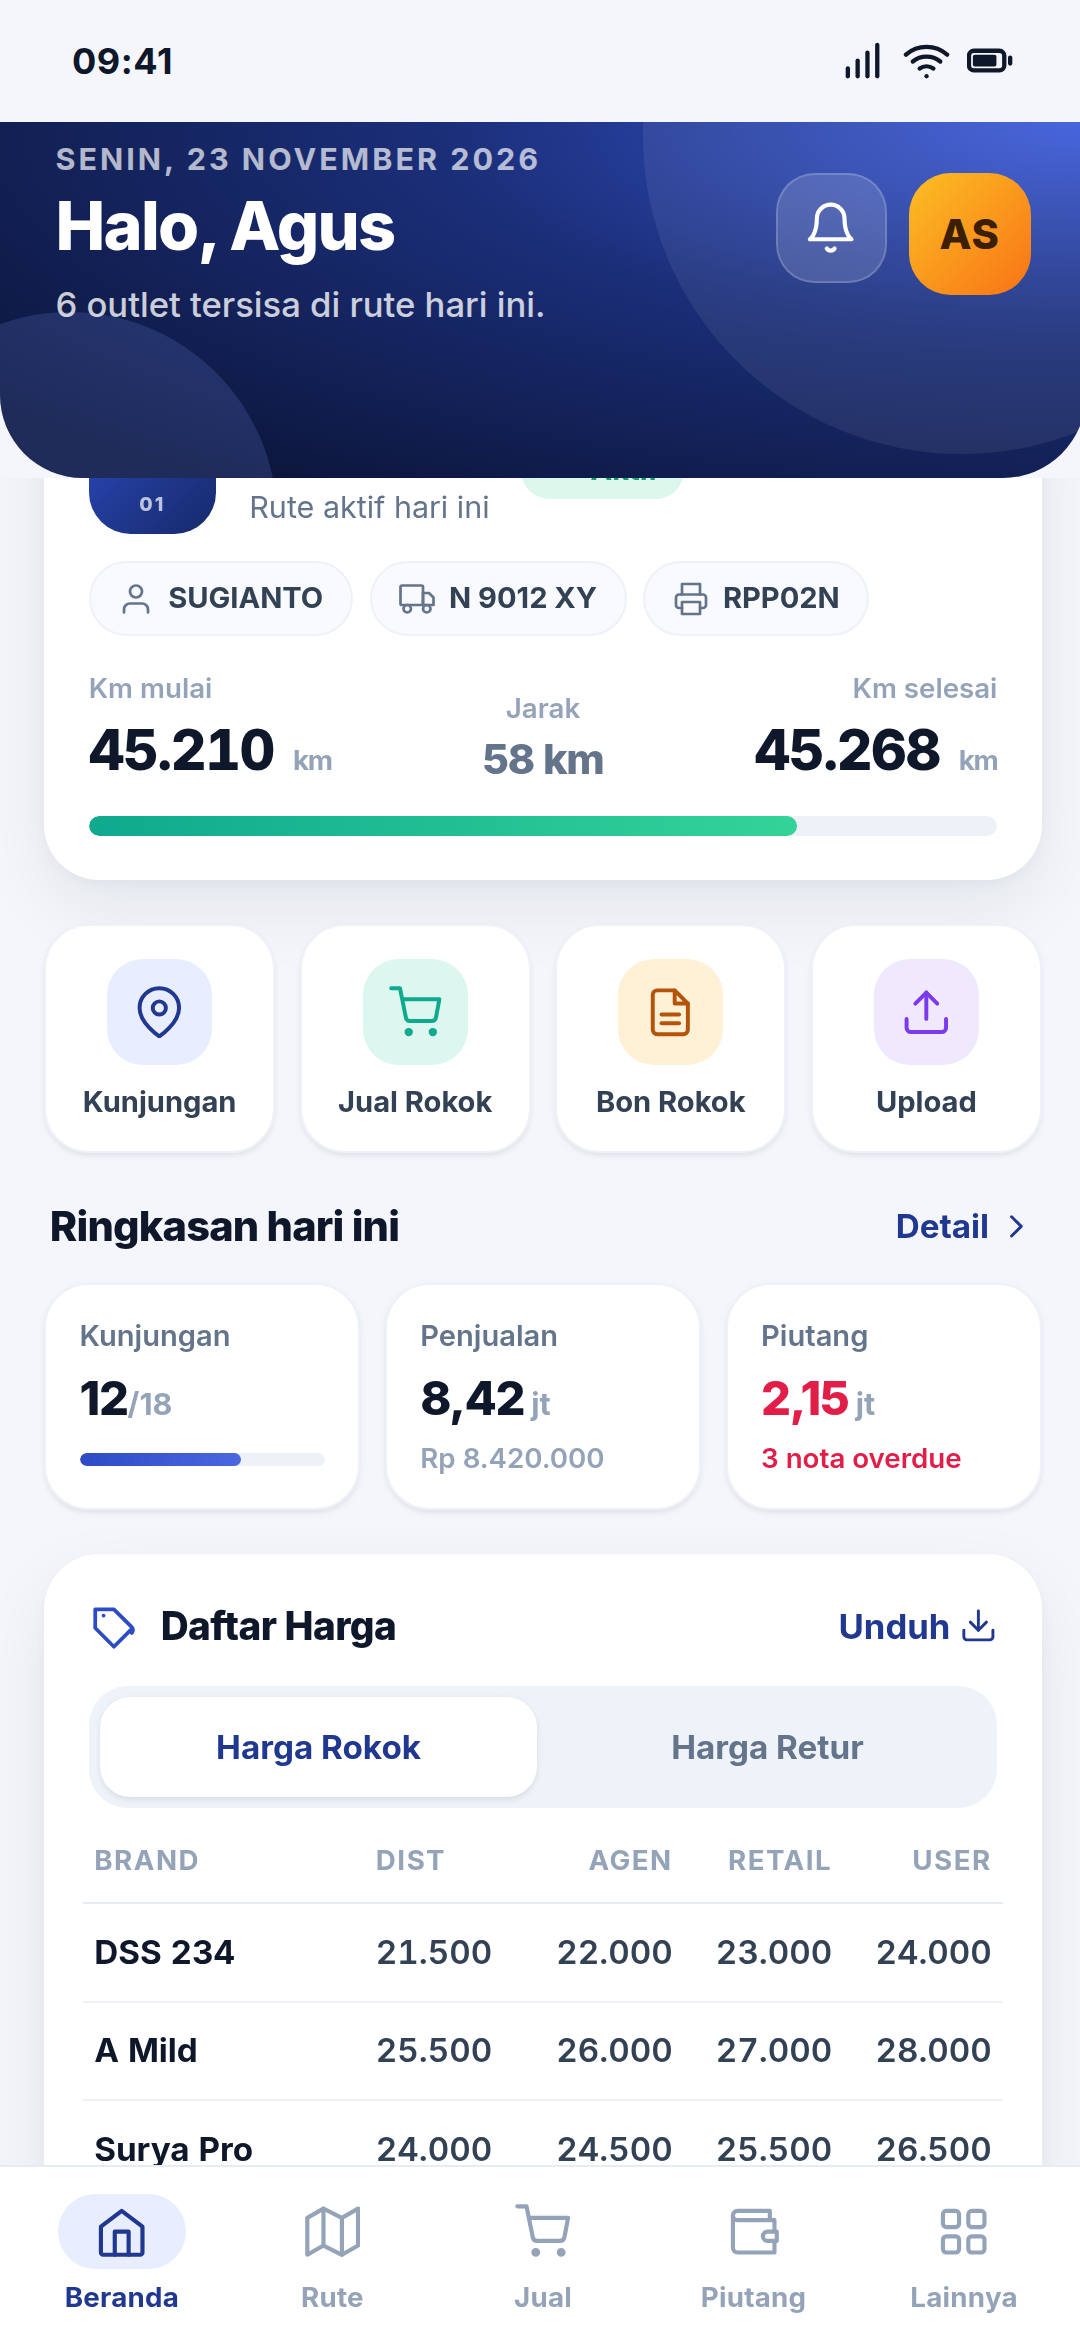 09:41
SENIN, 23 NOVEMBER 2026
Halo, Agus
AS
6 outlet tersisa di rute hari ini.
01
Rute aktif hari ini
SUGIANTO
N 9012 XY
RPP02N
Km mulai
Jarak
Km selesai
45.210 km
58 km
45.268 km
Kunjungan
Jual Rokok
Bon Rokok
Upload
Ringkasan hari ini
Detail
Kunjungan
Penjualan
Piutang
12/18
8,42 jt
2,15 jt
Rp 8.420.000
3 nota overdue
Daftar Harga
Unduh
Harga Rokok
Harga Retur
BRAND DIST AGEN RETAIL USER
DSS 234 21.500 22.000 23.000 24.000
A Mild 25.500 26.000 27.000 28.000
Surya Pro 24.000 24.500 25.500 26.500
Beranda
Rute
Jual
Piutang
Lainnya